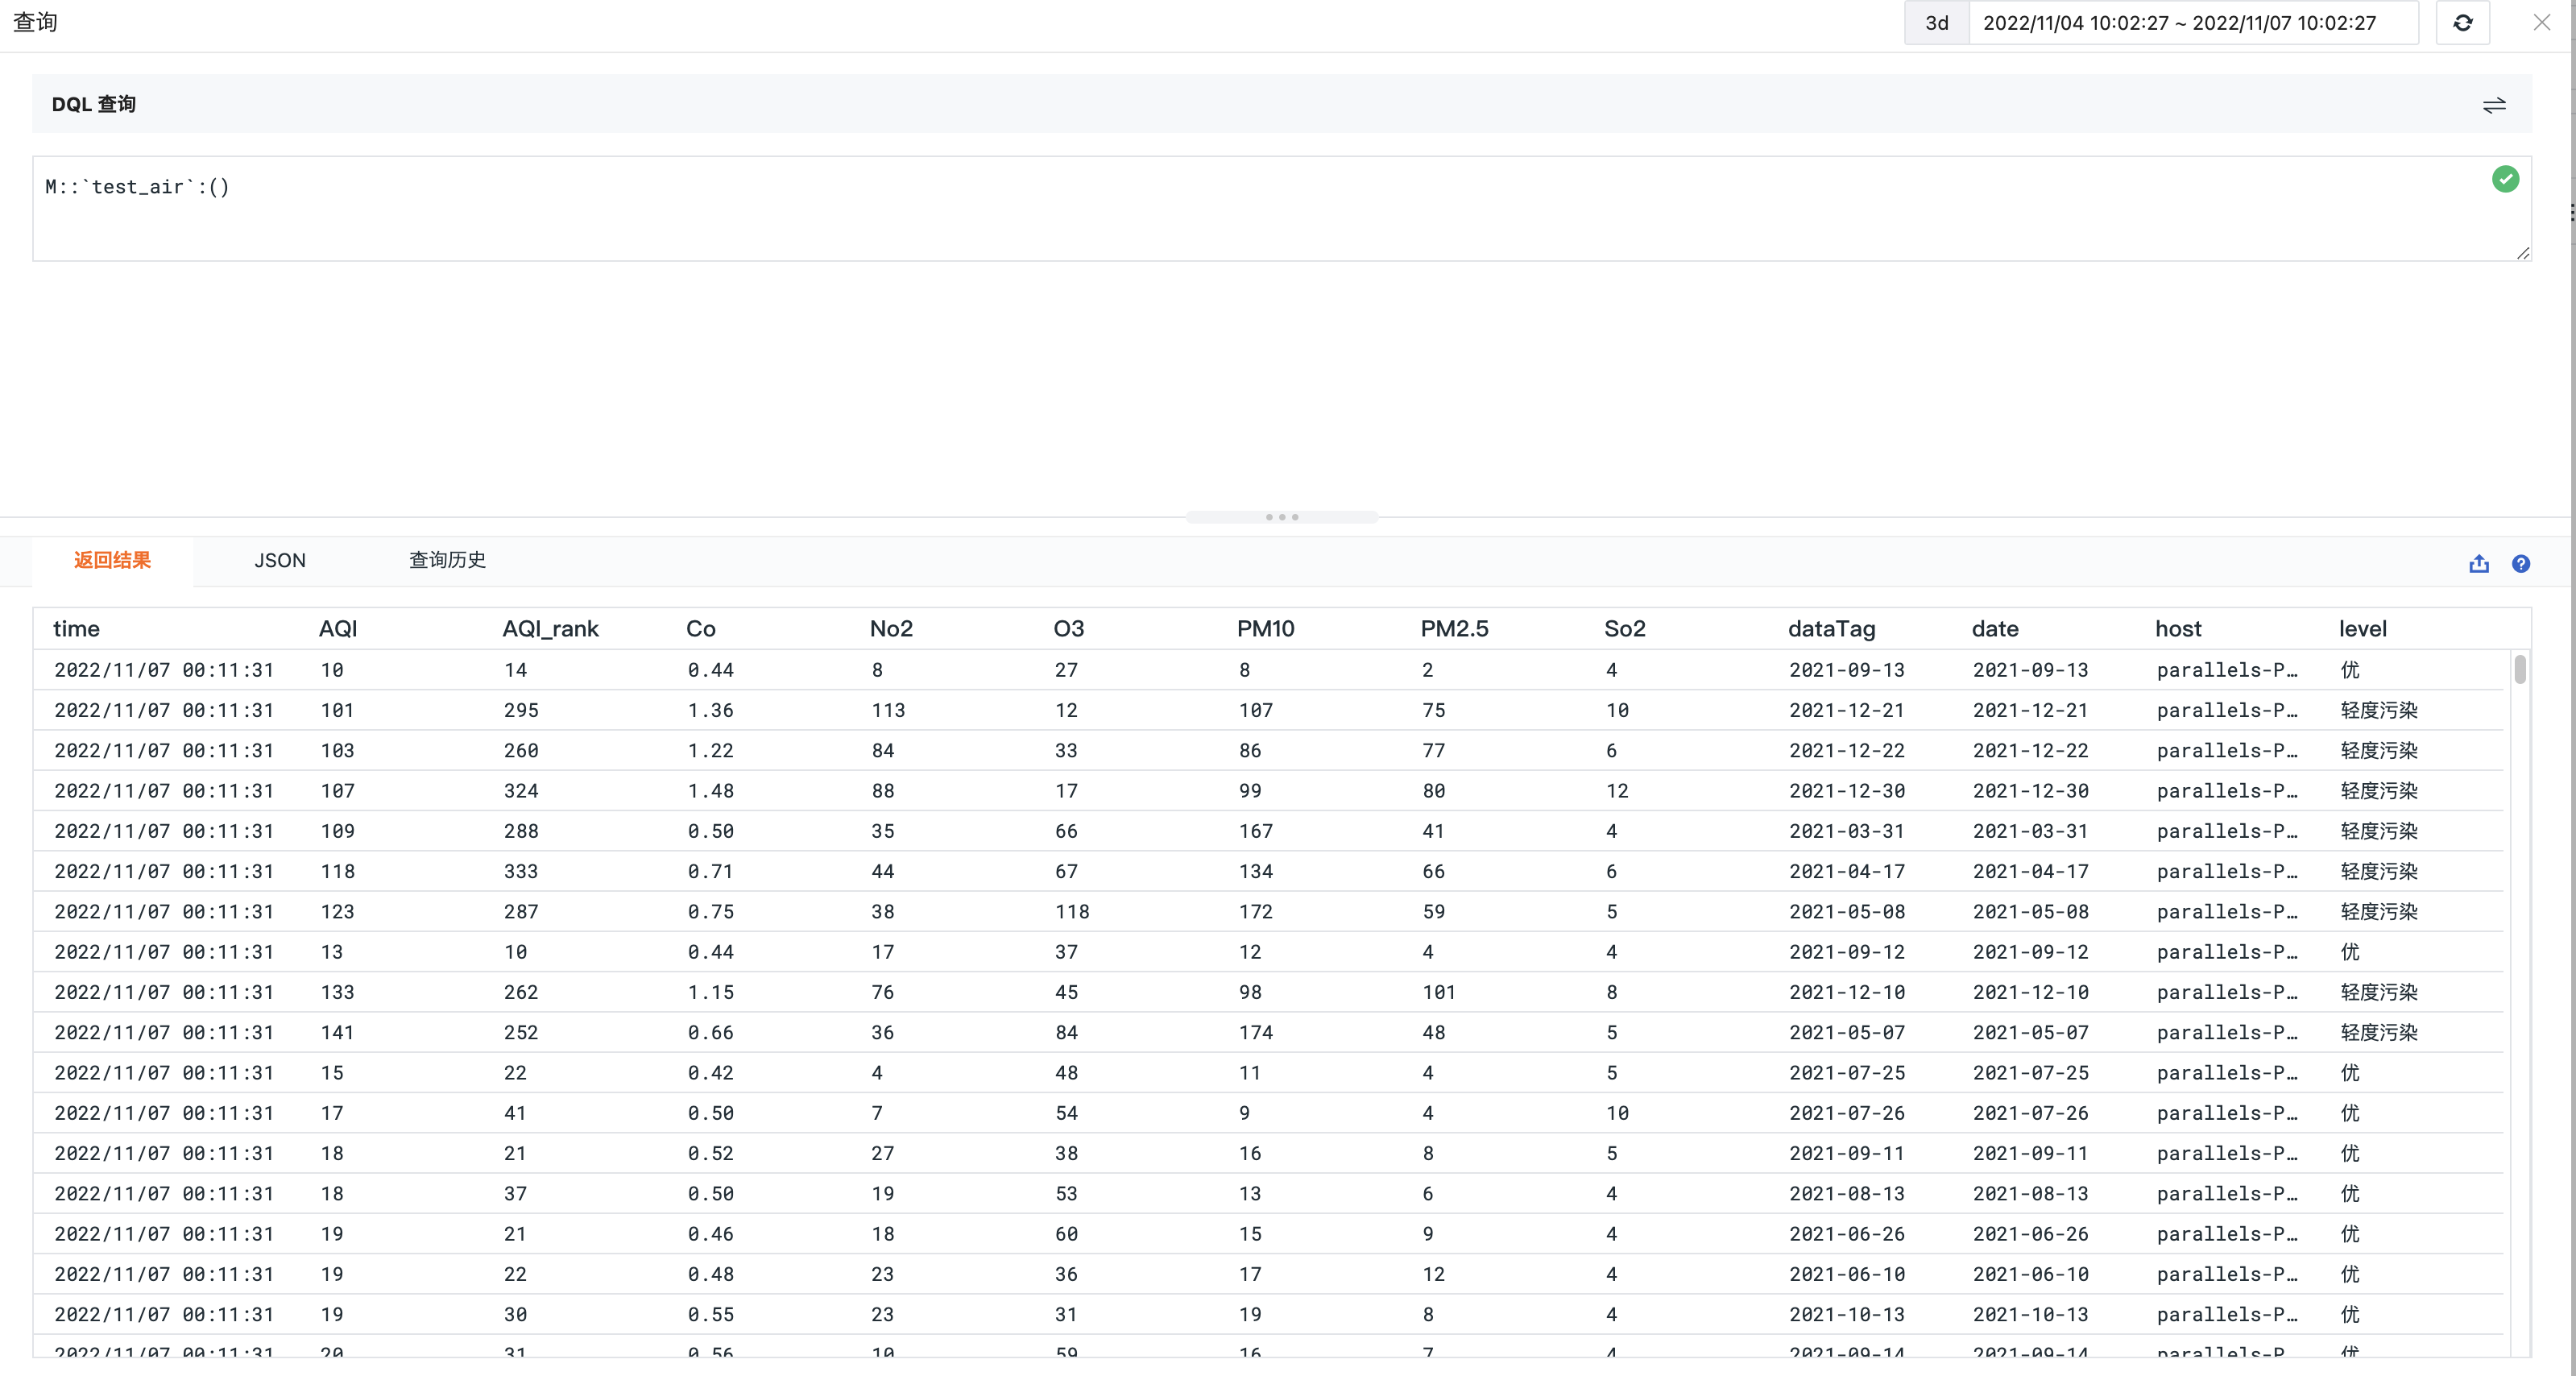 查询 3d 2022/11/04 10:02:27 ~ 2022/11/07 10:02:27
DQL 查询
M::`test_air`:()
返回结果 JSON 查询历史
time AQI AQI_rank Co No2 O3 PM10 PM2.5 So2 dataTag date host level
2022/11/07 00:11:31 10 14 0.44 8 27 8 2 4 2021-09-13 2021-09-13 parallels-P… 优
2022/11/07 00:11:31 101 295 1.36 113 12 107 75 10 2021-12-21 2021-12-21 parallels-P… 轻度污染
2022/11/07 00:11:31 103 260 1.22 84 33 86 77 6 2021-12-22 2021-12-22 parallels-P… 轻度污染
2022/11/07 00:11:31 107 324 1.48 88 17 99 80 12 2021-12-30 2021-12-30 parallels-P… 轻度污染
2022/11/07 00:11:31 109 288 0.50 35 66 167 41 4 2021-03-31 2021-03-31 parallels-P… 轻度污染
2022/11/07 00:11:31 118 333 0.71 44 67 134 66 6 2021-04-17 2021-04-17 parallels-P… 轻度污染
2022/11/07 00:11:31 123 287 0.75 38 118 172 59 5 2021-05-08 2021-05-08 parallels-P… 轻度污染
2022/11/07 00:11:31 13 10 0.44 17 37 12 4 4 2021-09-12 2021-09-12 parallels-P… 优
2022/11/07 00:11:31 133 262 1.15 76 45 98 101 8 2021-12-10 2021-12-10 parallels-P… 轻度污染
2022/11/07 00:11:31 141 252 0.66 36 84 174 48 5 2021-05-07 2021-05-07 parallels-P… 轻度污染
2022/11/07 00:11:31 15 22 0.42 4 48 11 4 5 2021-07-25 2021-07-25 parallels-P… 优
2022/11/07 00:11:31 17 41 0.50 7 54 9 4 10 2021-07-26 2021-07-26 parallels-P… 优
2022/11/07 00:11:31 18 21 0.52 27 38 16 8 5 2021-09-11 2021-09-11 parallels-P… 优
2022/11/07 00:11:31 18 37 0.50 19 53 13 6 4 2021-08-13 2021-08-13 parallels-P… 优
2022/11/07 00:11:31 19 21 0.46 18 60 15 9 4 2021-06-26 2021-06-26 parallels-P… 优
2022/11/07 00:11:31 19 22 0.48 23 36 17 12 4 2021-06-10 2021-06-10 parallels-P… 优
2022/11/07 00:11:31 19 30 0.55 23 31 19 8 4 2021-10-13 2021-10-13 parallels-P… 优
2022/11/07 00:11:31 20 31 0.56 10 59 16 7 4 2021-09-14 2021-09-14 parallels-P… 优